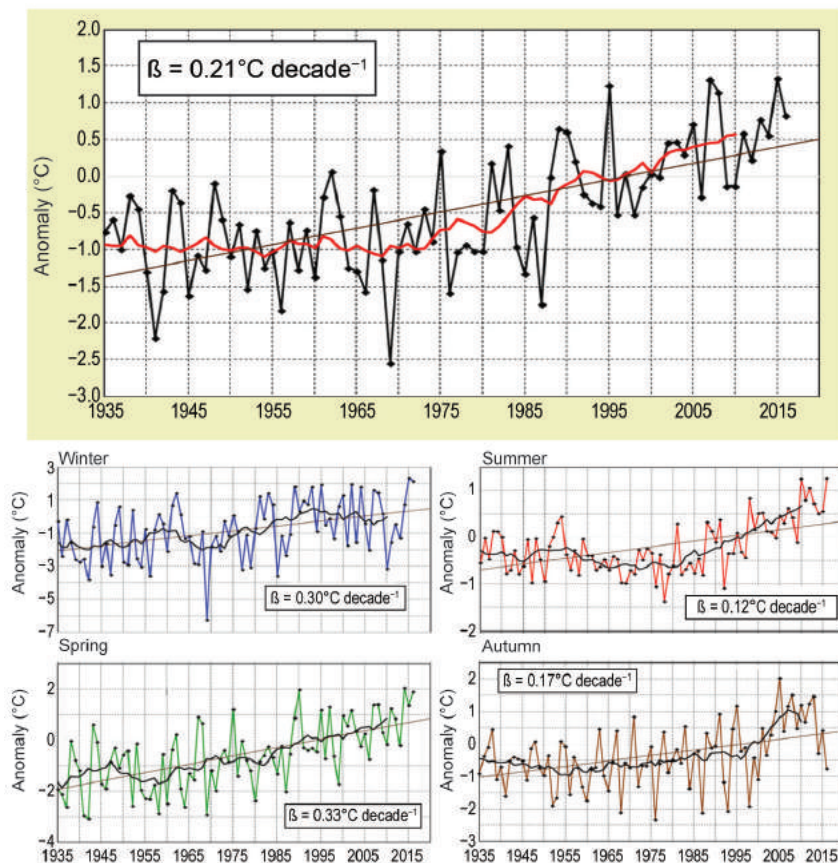 2.0
ß = 0.21°C decade⁻¹
1.5
1.0
0.5
0.0
−0.5
−1.0
−1.5
−2.0
−2.5
−3.0
Anomaly (°C)
1935 1945 1955 1965 1975 1985 1995 2005 2015
Winter
3
1
−1
−3
−5
−7
Anomaly (°C)
ß = 0.30°C decade⁻¹
Summer
1
0
−1
−2
Anomaly (°C)
ß = 0.12°C decade⁻¹
Spring
2
0
−2
−4
Anomaly (°C)
ß = 0.33°C decade⁻¹
1935 1945 1955 1965 1975 1985 1995 2005 2015
Autumn
2
1
0
−1
−2
−3
Anomaly (°C)
ß = 0.17°C decade⁻¹
1935 1945 1955 1965 1975 1985 1995 2005 2015